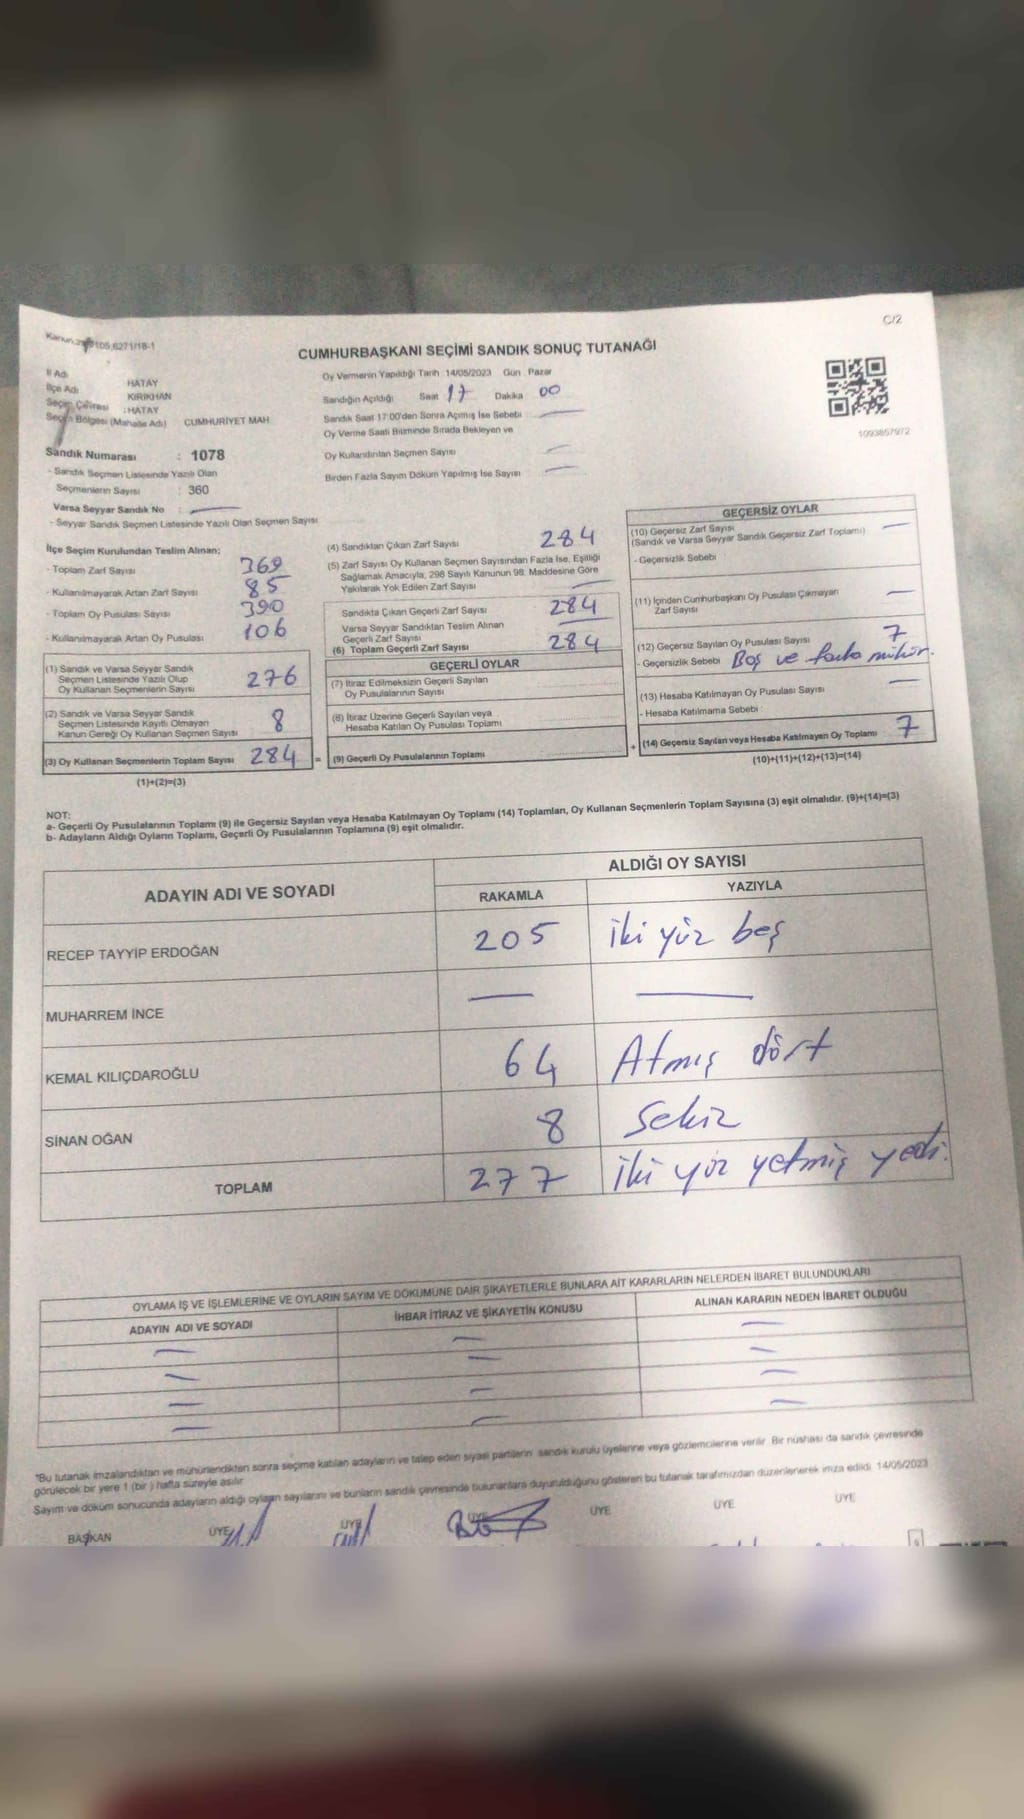 C/2
Kanun: 298 105 6271/18-1
CUMHURBAŞKANI SEÇİMİ SANDIK SONUÇ TUTANAĞI
İl Adı HATAY
İlçe Adı KIRIKHAN
Seçim Çevresi : HATAY
Seçim Bölgesi (Mahalle Adı) CUMHURİYET MAH
Sandık Numarası : 1078
- Sandık Seçmen Listesinde Yazılı Olan
Seçmenlerin Sayısı : 360
Varsa Seyyar Sandık No
- Seyyar Sandık Seçmen Listesinde Yazılı Olan Seçmen Sayısı
Oy Vermenin Yapıldığı Tarih : 14/05/2023 Gün : Pazar
Sandığın Açıldığı Saat 17 Dakika 00
Sandık Saat 17:00'den Sonra Açılmış İse Sebebi
Oy Verme Saati Bitiminde Sırada Bekleyen ve
Oy Kullandırılan Seçmen Sayısı
Birden Fazla Sayım Döküm Yapılmış İse Sayısı
1093857972
İlçe Seçim Kurulundan Teslim Alınan;
- Toplam Zarf Sayısı 369
- Kullanılmayarak Artan Zarf Sayısı 85
- Toplam Oy Pusulası Sayısı 390
- Kullanılmayarak Artan Oy Pusulası 106
(1) Sandık ve Varsa Seyyar Sandık
Seçmen Listesinde Yazılı Olup
Oy Kullanan Seçmenlerin Sayısı 276
(2) Sandık ve Varsa Seyyar Sandık
Seçmen Listesinde Kayıtlı Olmayan
Kanun Gereği Oy Kullanan Seçmen Sayısı 8
(3) Oy Kullanan Seçmenlerin Toplam Sayısı 284 =
(1)+(2)=(3)
(4) Sandıktan Çıkan Zarf Sayısı 284
(5) Zarf Sayısı Oy Kullanan Seçmen Sayısından Fazla İse, Eşitliği
Sağlamak Amacıyla, 298 Sayılı Kanunun 98. Maddesine Göre
Yakılarak Yok Edilen Zarf Sayısı
Sandıkta Çıkan Geçerli Zarf Sayısı 284
Varsa Seyyar Sandıktan Teslim Alınan
Geçerli Zarf Sayısı
(6) Toplam Geçerli Zarf Sayısı 284
GEÇERLİ OYLAR
(7) İtiraz Edilmeksizin Geçerli Sayılan
Oy Pusulalarının Sayısı
(8) İtiraz Üzerine Geçerli Sayılan veya
Hesaba Katılan Oy Pusulası Toplamı
(9) Geçerli Oy Pusulalarının Toplamı +
GEÇERSİZ OYLAR
(10) Geçersiz Zarf Sayısı
(Sandık ve Varsa Seyyar Sandık Geçersiz Zarf Toplamı)
- Geçersizlik Sebebi :
(11) İçinden Cumhurbaşkanı Oy Pusulası Çıkmayan
Zarf Sayısı
(12) Geçersiz Sayılan Oy Pusulası Sayısı 7
- Geçersizlik Sebebi : Boş ve fazla mühür.
(13) Hesaba Katılmayan Oy Pusulası Sayısı
- Hesaba Katılmama Sebebi :
(14) Geçersiz Sayılan veya Hesaba Katılmayan Oy Toplamı 7
(10)+(11)+(12)+(13)=(14)
NOT:
a- Geçerli Oy Pusulalarının Toplamı (9) ile Geçersiz Sayılan veya Hesaba Katılmayan Oy Toplamı (14) Toplamları, Oy Kullanan Seçmenlerin Toplam Sayısına (3) eşit olmalıdır. (9)+(14)=(3)
b- Adayların Aldığı Oyların Toplamı, Geçerli Oy Pusulalarının Toplamına (9) eşit olmalıdır.
ADAYIN ADI VE SOYADI
ALDIĞI OY SAYISI
RAKAMLA YAZIYLA
RECEP TAYYİP ERDOĞAN 205 iki yüz beş
MUHARREM İNCE
KEMAL KILIÇDAROĞLU 64 Atmış dört
SİNAN OĞAN 8 Sekiz
TOPLAM 277 iki yüz yetmiş yedi.
OYLAMA İŞ VE İŞLEMLERİNE VE OYLARIN SAYIM VE DÖKÜMÜNE DAİR ŞİKAYETLERLE BUNLARA AİT KARARLARIN NELERDEN İBARET BULUNDUKLARI
ADAYIN ADI VE SOYADI İHBAR İTİRAZ VE ŞİKAYETİN KONUSU ALINAN KARARIN NEDEN İBARET OLDUĞU
"Bu tutanak imzalandıktan ve mühürlendikten sonra seçime katılan adayların ve talep eden siyasi partilerin sandık kurulu üyelerine veya gözlemcilerine verilir. Bir nüshası da sandık çevresinde
görülecek bir yere 1 (bir) hafta süreyle asılır.
Sayım ve döküm sonucunda adayların aldığı oyların sayılarını ve bunların sandık çevresinde bulunanlara duyurulduğunu gösteren bu tutanak tarafımızdan düzenlenerek imza edildi. 14/05/2023
BAŞKAN ÜYE ÜYE ÜYE ÜYE ÜYE ÜYE